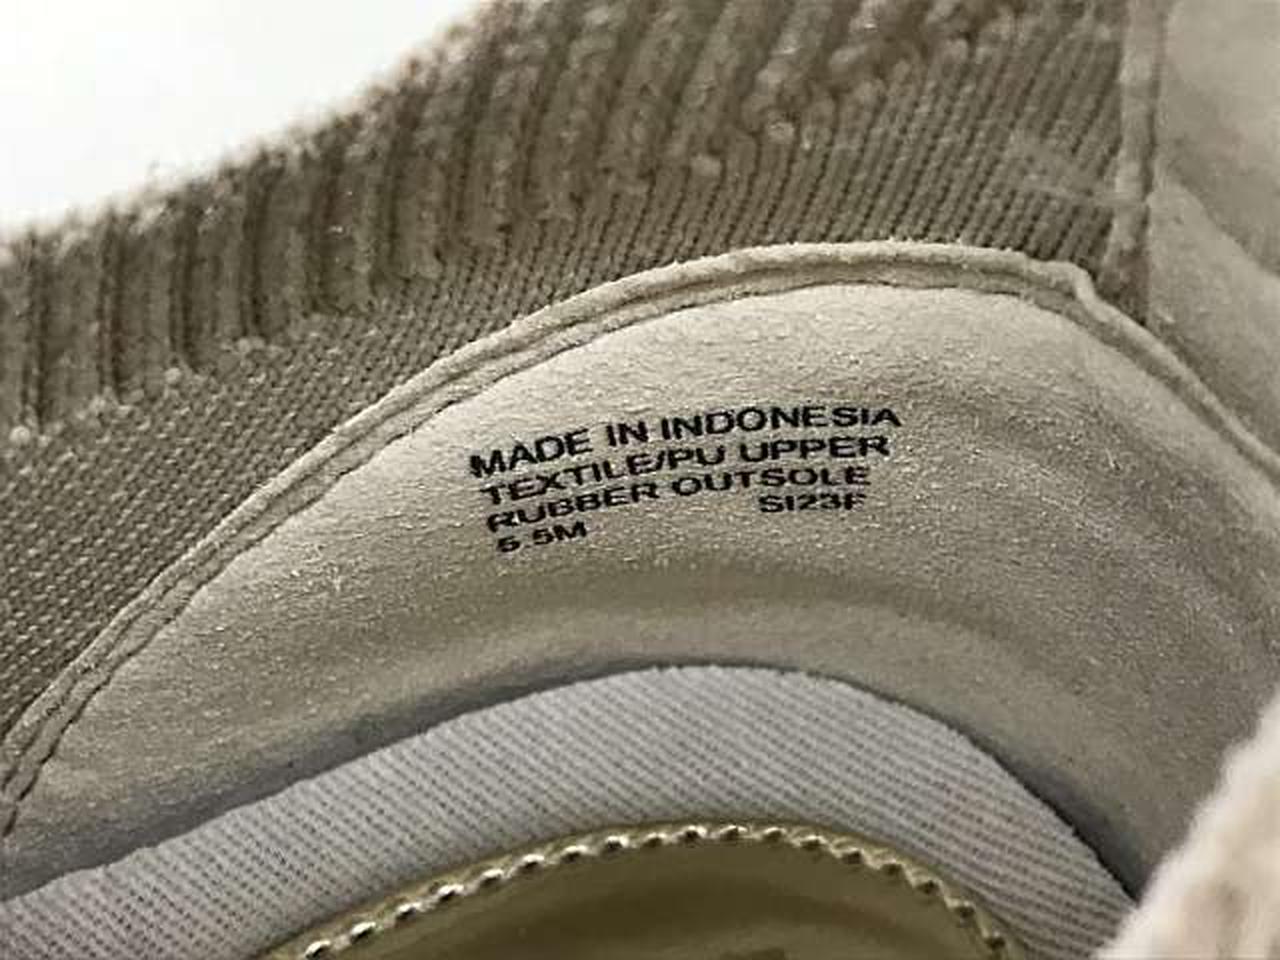 MADE IN INDONESIA
TEXTILE/PU UPPER
RUBBER OUTSOLE
5.5M SI23F